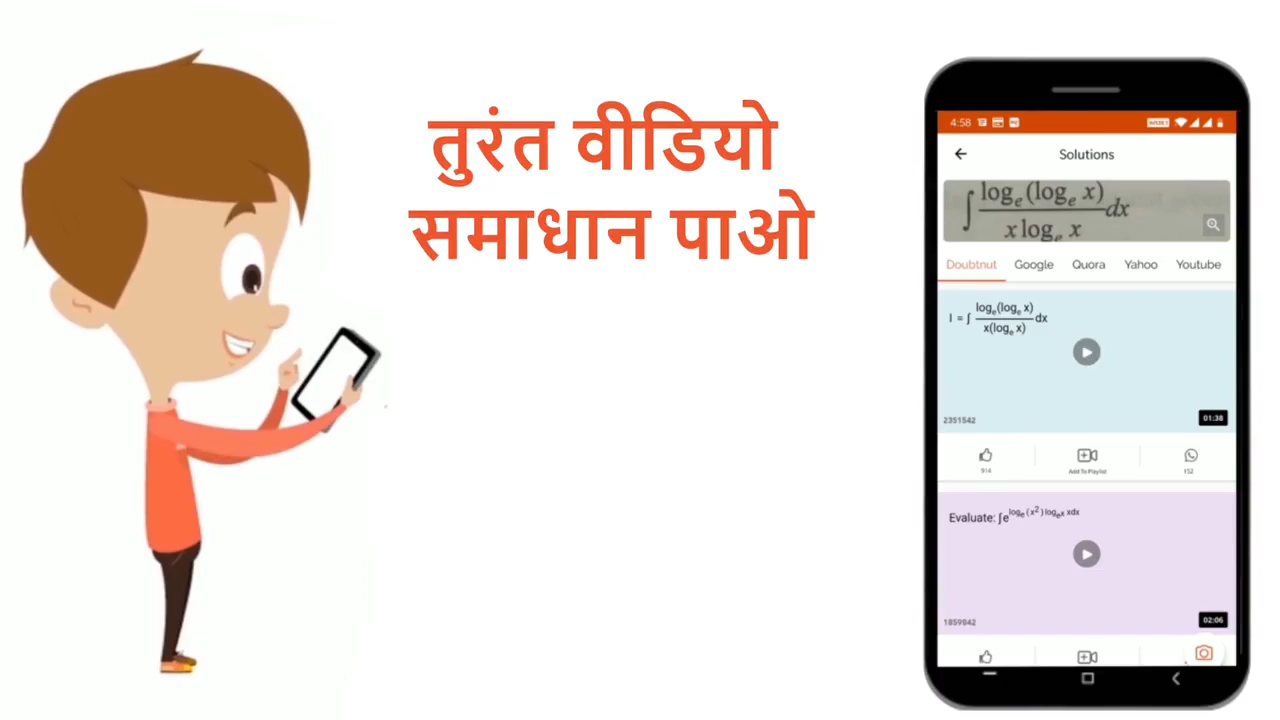 तुरंत वीडियो
समाधान पाओ
4:58
Solutions
∫ logₑ(logₑ x) / x logₑ x dx
Doubtnut Google Quora Yahoo Youtube
I = ∫ logₑ(logₑ x) / x(logₑ x) dx
2351542
01:38
914
Add To Playlist
152
Evaluate: ∫e^logₑ(x²)logₑx xdx
1859842
02:06